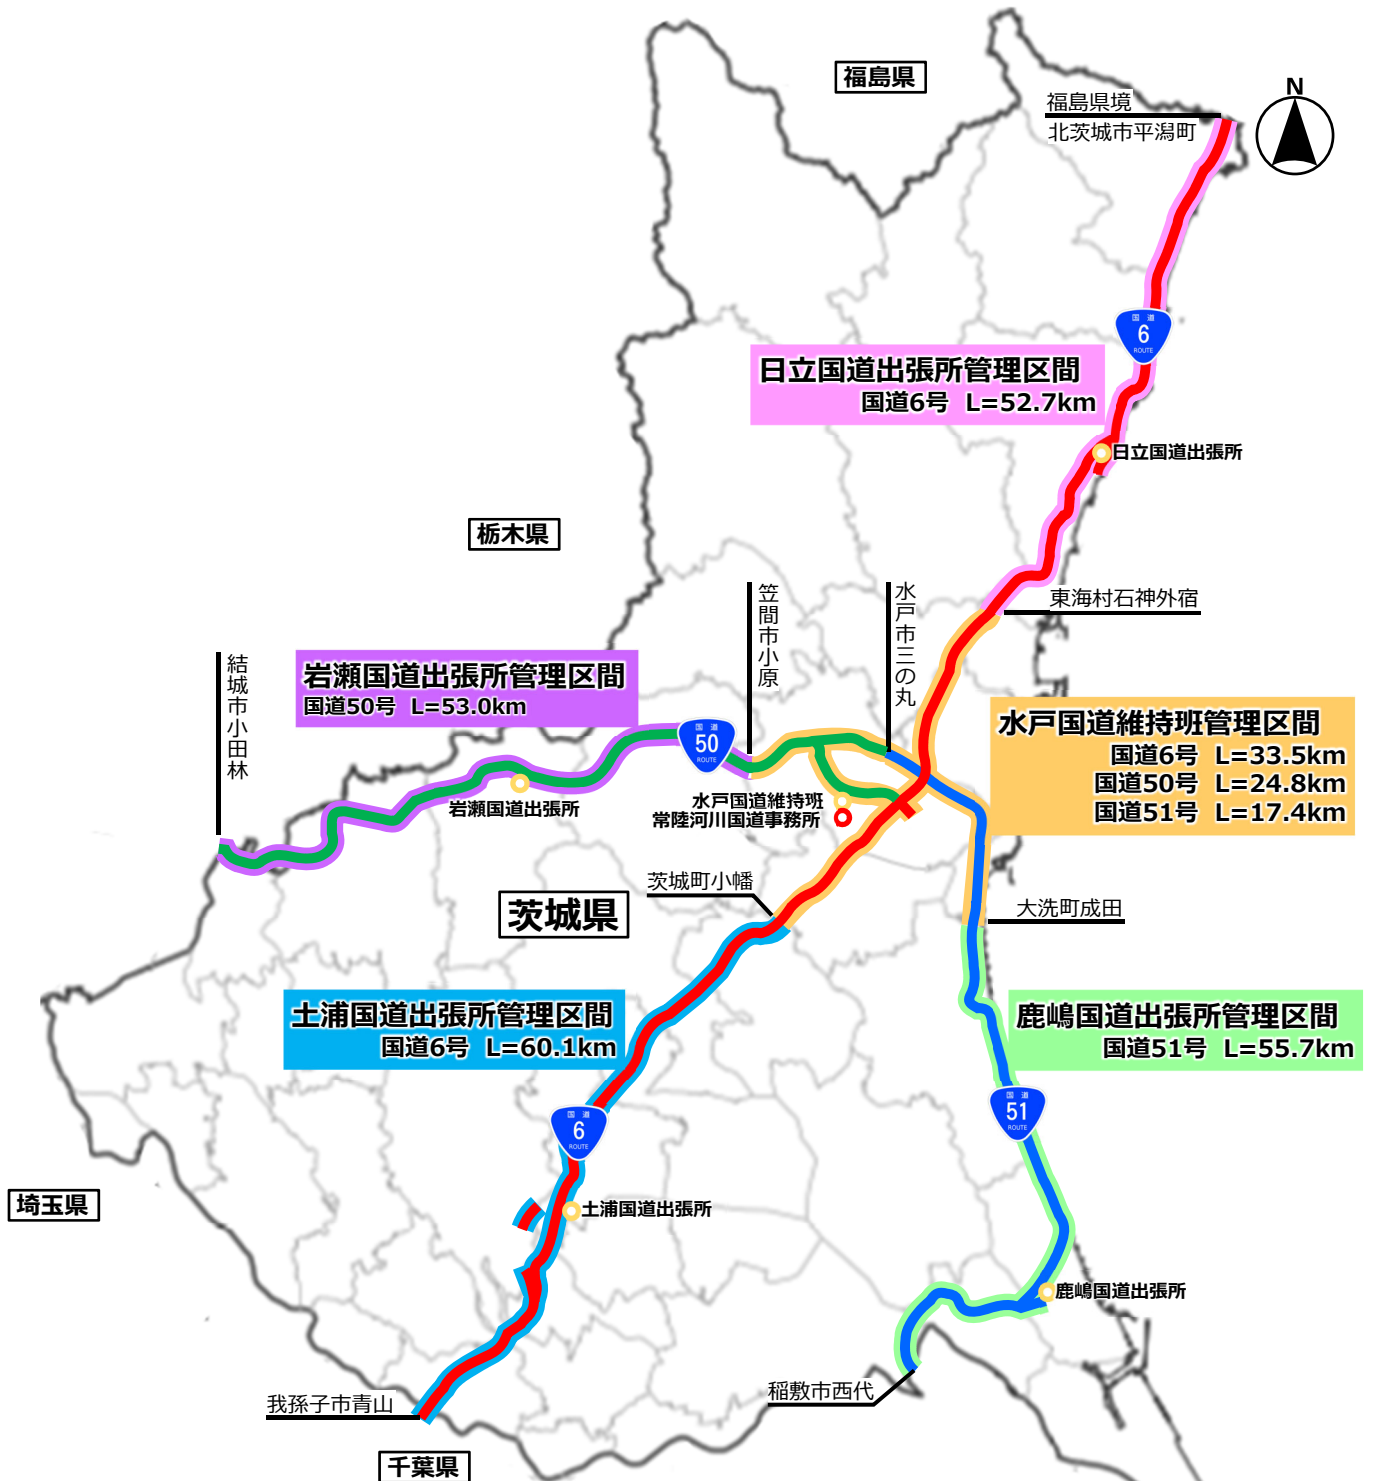 福島県
福島県境
北茨城市平潟町
N
国道
6
ROUTE
日立国道出張所管理区間
国道6号 L=52.7km
日立国道出張所
栃木県
笠間市小原
水戸市三の丸
東海村石神外宿
結城市小田林
岩瀬国道出張所管理区間
国道50号 L=53.0km
国道
50
ROUTE
水戸国道維持班管理区間
国道6号 L=33.5km
国道50号 L=24.8km
国道51号 L=17.4km
岩瀬国道出張所
水戸国道維持班
常陸河川国道事務所
茨城町小幡
茨城県
大洗町成田
土浦国道出張所管理区間
国道6号 L=60.1km
鹿嶋国道出張所管理区間
国道51号 L=55.7km
国道
51
ROUTE
国道
6
ROUTE
埼玉県
土浦国道出張所
鹿嶋国道出張所
稲敷市西代
我孫子市青山
千葉県